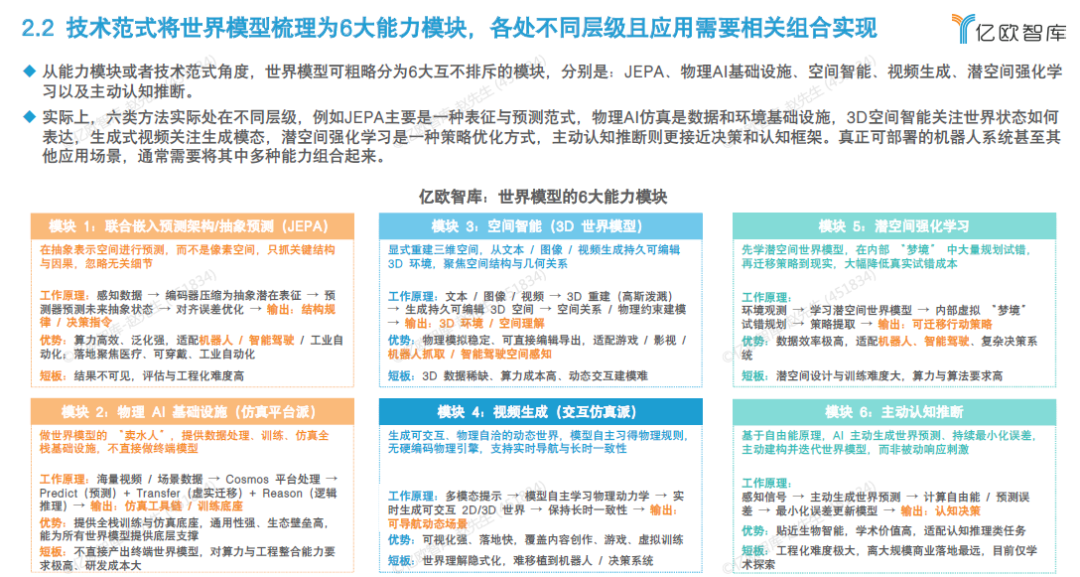 2.2 技术范式将世界模型梳理为6大能力模块，各处不同层级且应用需要相关组合实现
亿欧智库
◆ 从能力模块或者技术范式角度，世界模型可粗略分为6大互不排斥的模块，分别是：JEPA、物理AI基础设施、空间智能、视频生成、潜空间强化学
习以及主动认知推断。
◆ 实际上，六类方法实际处在不同层级，例如JEPA主要是一种表征与预测范式，物理AI仿真是数据和环境基础设施，3D空间智能关注世界状态如何
表达，生成式视频关注生成模态，潜空间强化学习是一种策略优化方式，主动认知推断则更接近决策和认知框架。真正可部署的机器人系统甚至其
他应用场景，通常需要将其中多种能力组合起来。
亿欧智库：世界模型的6大能力模块
模块 1：联合嵌入预测架构/抽象预测（JEPA）
在抽象表示空间进行预测，而不是像素空间，只抓关键结构
与因果，忽略无关细节
工作原理：感知数据 → 编码器压缩为抽象潜在表征 → 预
测器预测未来抽象状态 → 对齐误差优化 → 输出：结构规
律 / 决策指令
优势：算力高效、泛化强，适配机器人 / 智能驾驶 / 工业自
动化；落地聚焦医疗、可穿戴、工业自动化
短板：结果不可见，评估与工程化难度高
模块 3：空间智能（3D 世界模型）
显式重建三维空间，从文本 / 图像 / 视频生成持久可编辑
3D 环境，聚焦空间结构与几何关系
工作原理：文本 / 图像 / 视频 → 3D 重建（高斯泼溅）
→ 生成持久可编辑 3D 空间 → 空间关系 / 物理约束建模
→ 输出：3D 环境 / 空间理解
优势：物理模拟稳定、可直接编辑导出，适配游戏 / 影视 /
机器人抓取 / 智能驾驶空间感知
短板：3D 数据稀缺、算力成本高、动态交互建模难
模块 5：潜空间强化学习
先学潜空间世界模型，在内部 “梦境” 中大量规划试错，
再迁移策略到现实，大幅降低真实试错成本
工作原理：
环境观测 → 学习潜空间世界模型 → 内部虚拟 “梦境”
试错规划 → 策略提取 → 输出：可迁移行动策略
优势：数据效率极高，适配机器人、智能驾驶、复杂决策系
统
短板：潜空间设计与训练难度大，算力与算法要求高
模块 2：物理 AI 基础设施（仿真平台派）
做世界模型的 “卖水人”，提供数据处理、训练、仿真全
栈基础设施，不直接做终端模型
工作原理：海量视频 / 场景数据 → Cosmos 平台处理 →
Predict（预测）+ Transfer（虚实迁移）+ Reason（逻辑
推理）→ 输出：仿真工具链 / 训练底座
优势：提供全栈训练与仿真底座，通用性强、生态壁垒高，
能为所有世界模型提供底层支撑
短板：不直接产出终端世界模型，对算力与工程整合能力要
求极高、研发成本大
模块 4：视频生成（交互仿真派）
生成可交互、物理自洽的动态世界，模型自主习得物理规则，
无硬编码物理引擎，支持实时导航与长时一致性
工作原理：多模态提示 → 模型自主学习物理动力学 → 实
时生成可交互 2D/3D 世界 → 保持长时一致性 → 输出：
可导航动态场景
优势：可视化强、落地快，覆盖内容创作、游戏、虚拟训练
短板：世界理解隐式化，难移植到机器人 / 决策系统
模块 6：主动认知推断
基于自由能原理，AI 主动生成世界预测、持续最小化误差，
主动建构并迭代世界模型，而非被动响应刺激
工作原理：
感知信号 → 主动生成世界预测 → 计算自由能 / 预测误
差 → 最小化误差更新模型 → 输出：认知决策
优势：贴近生物智能，学术价值高，适配认知推理类任务
短板：工程化难度极大，离大规模商业落地最远，目前仅学
术探索